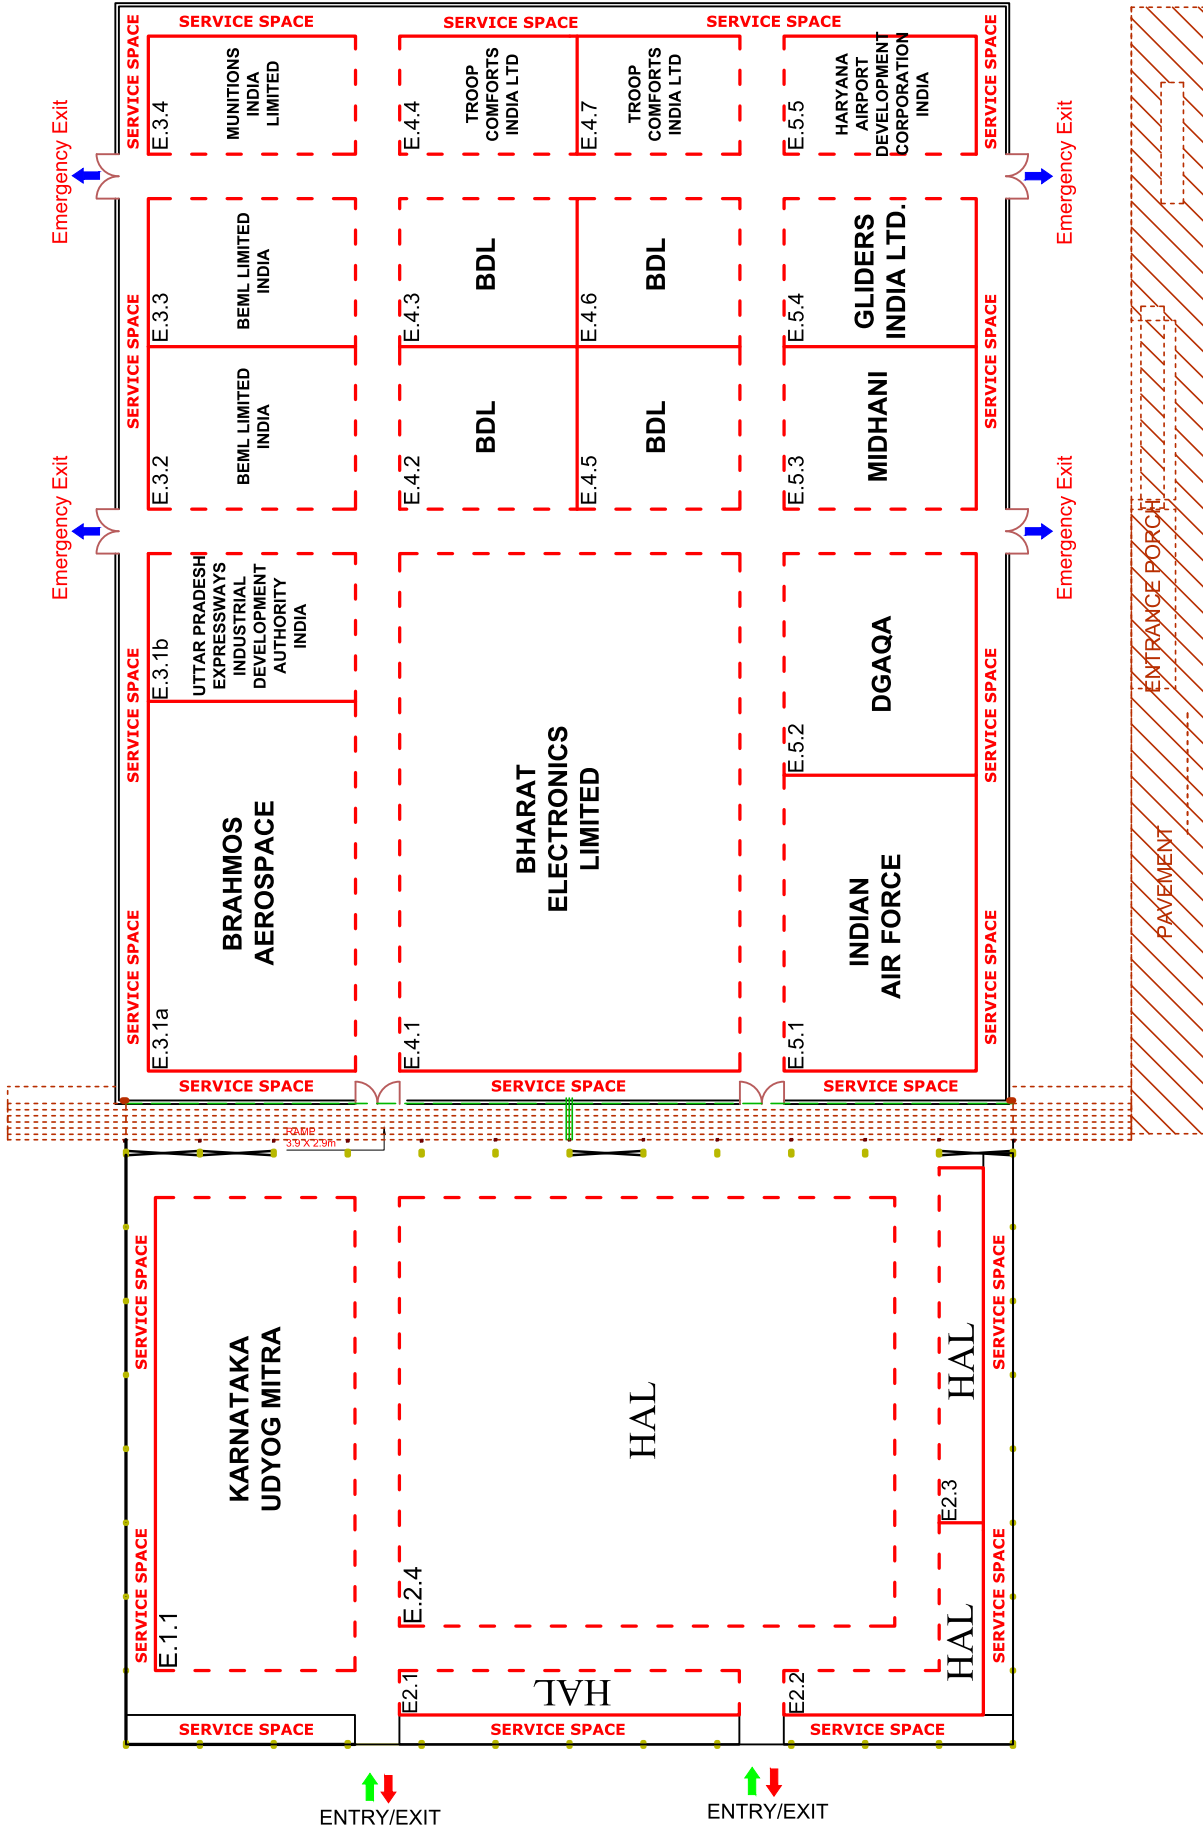 SERVICE SPACE
SERVICE SPACE
SERVICE SPACE
SERVICE SPACE
SERVICE SPACE
Emergency Exit
Emergency Exit
E.3.4
MUNITIONS
INDIA
LIMITED
E.4.4
TROOP
COMFORTS
INDIA LTD
E.4.7
TROOP
COMFORTS
INDIA LTD
E.5.5
HARYANA
AIRPORT
DEVELOPMENT
CORPORATION
INDIA
E.3.3
BEML LIMITED
INDIA
E.4.3
BDL
E.4.6
BDL
E.5.4
GLIDERS
INDIA LTD.
SERVICE SPACE
SERVICE SPACE
E.3.2
BEML LIMITED
INDIA
E.4.2
BDL
E.4.5
BDL
E.5.3
MIDHANI
Emergency Exit
Emergency Exit
E.3.1b
UTTAR PRADESH
EXPRESSWAYS
INDUSTRIAL
DEVELOPMENT
AUTHORITY
INDIA
E.5.2
DGAQA
SERVICE SPACE
SERVICE SPACE
ENTRANCE PORCH
E.3.1a
BRAHMOS
AEROSPACE
E.4.1
BHARAT
ELECTRONICS
LIMITED
E.5.1
INDIAN
AIR FORCE
SERVICE SPACE
SERVICE SPACE
PAVEMENT
SERVICE SPACE
SERVICE SPACE
SERVICE SPACE
RAMP
3.9 X 2.9m
SERVICE SPACE
SERVICE SPACE
E.1.1
KARNATAKA
UDYOG MITRA
E.2.4
HAL
E2.3
HAL
SERVICE SPACE
SERVICE SPACE
E2.1
HAL
E2.2
HAL
SERVICE SPACE
SERVICE SPACE
SERVICE SPACE
ENTRY/EXIT
ENTRY/EXIT